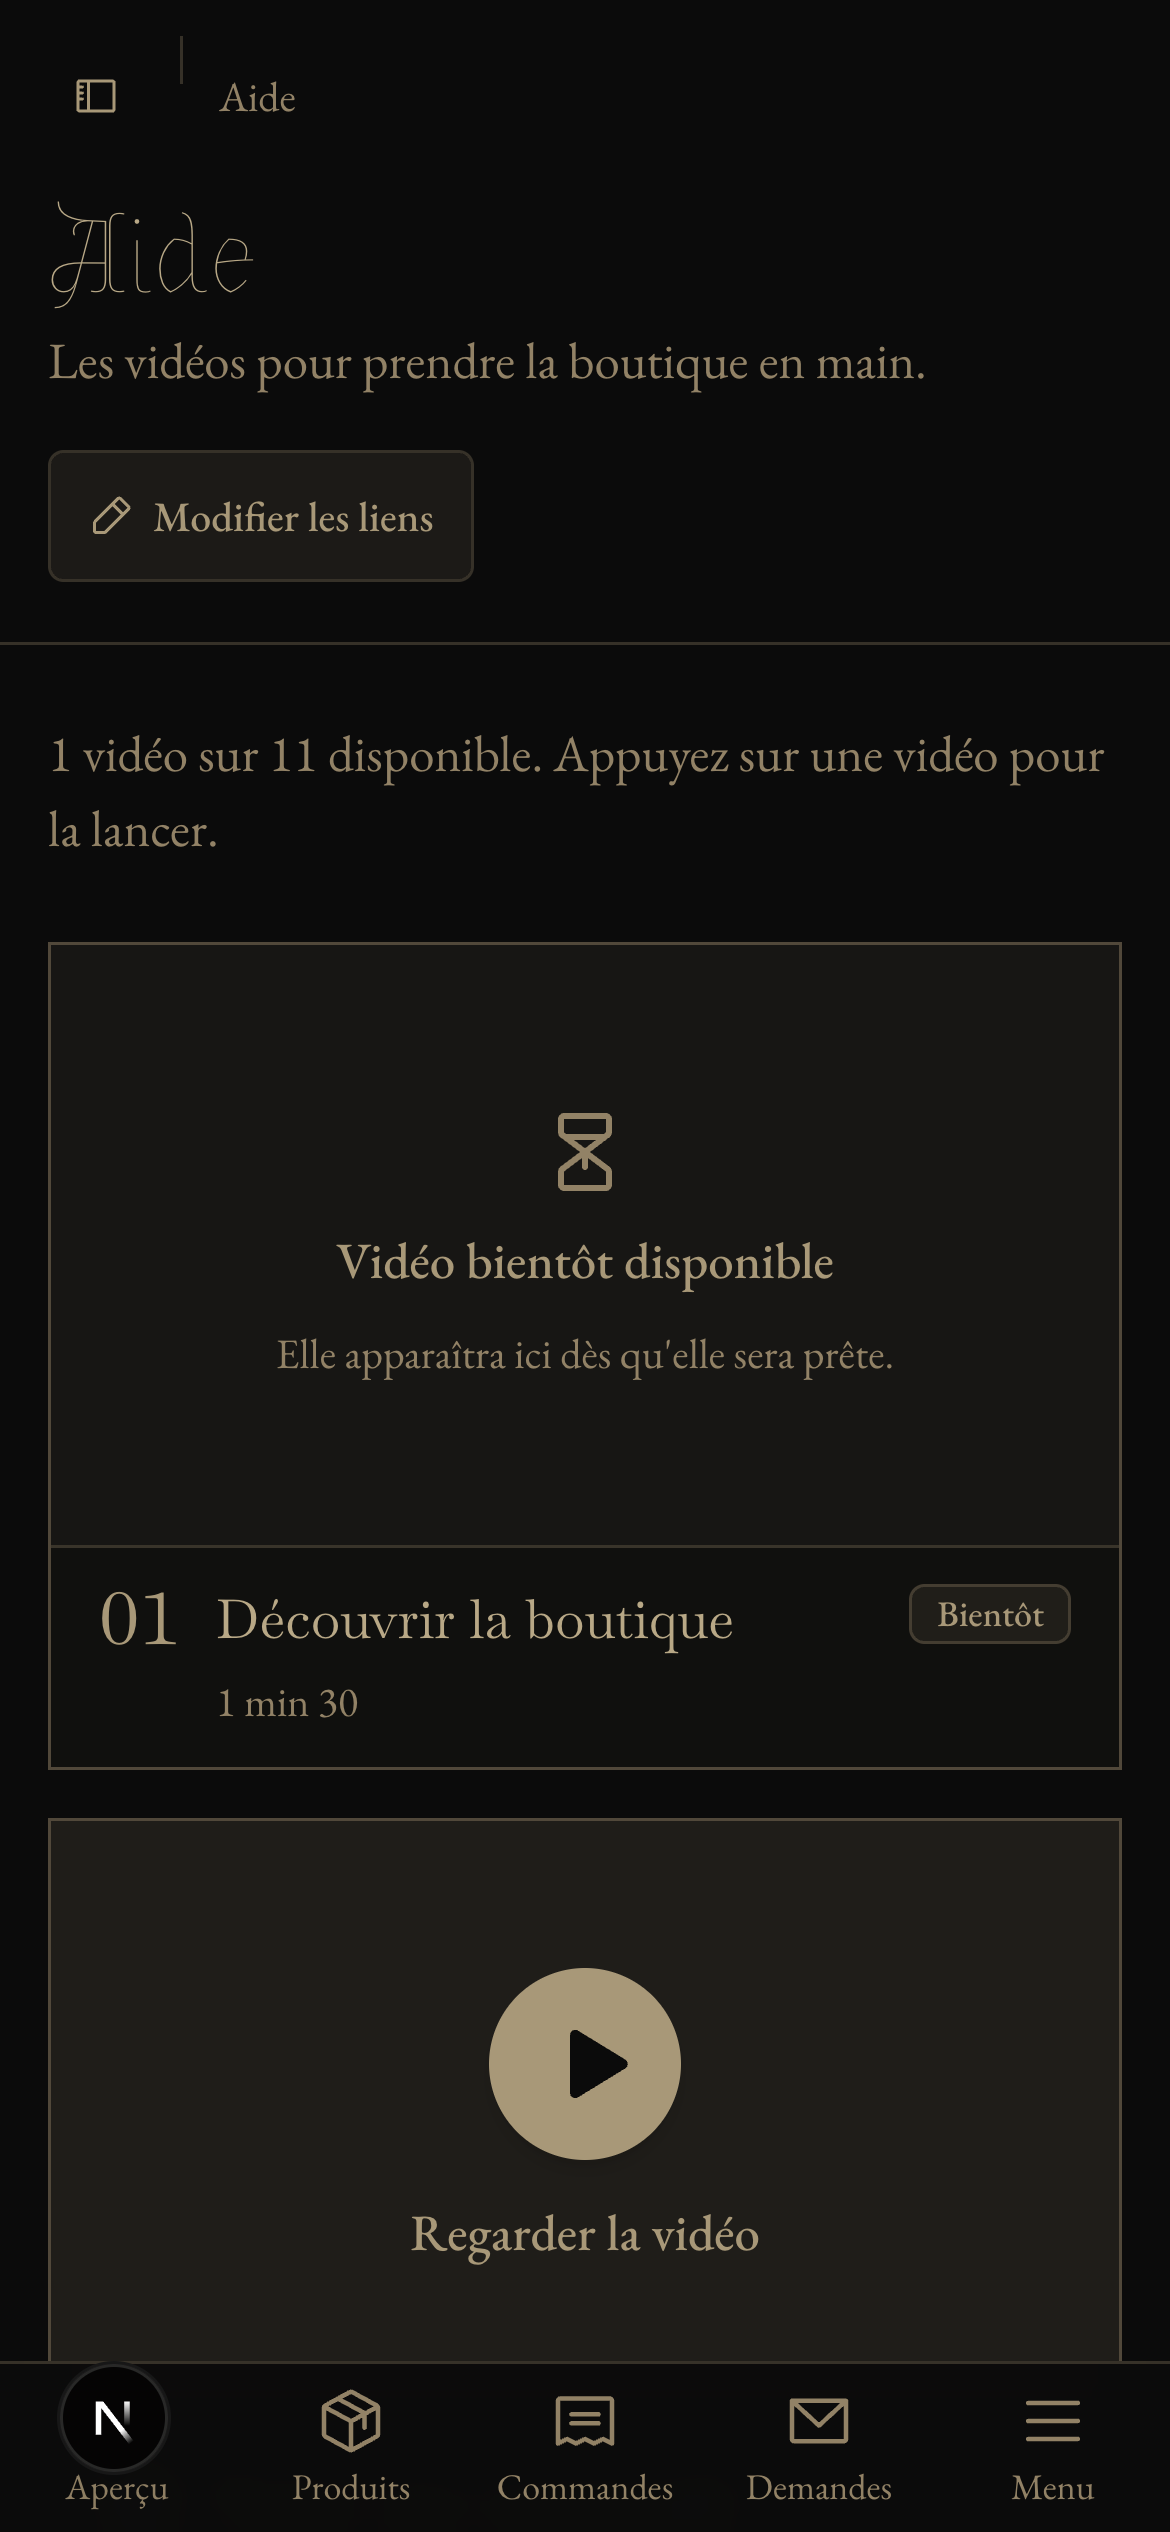 Aide
Aide
Les vidéos pour prendre la boutique en main.
Modifier les liens
1 vidéo sur 11 disponible. Appuyez sur une vidéo pour
la lancer.
Vidéo bientôt disponible
Elle apparaîtra ici dès qu'elle sera prête.
01 Découvrir la boutique Bientôt
1 min 30
Regarder la vidéo
N
Aperçu Produits Commandes Demandes Menu